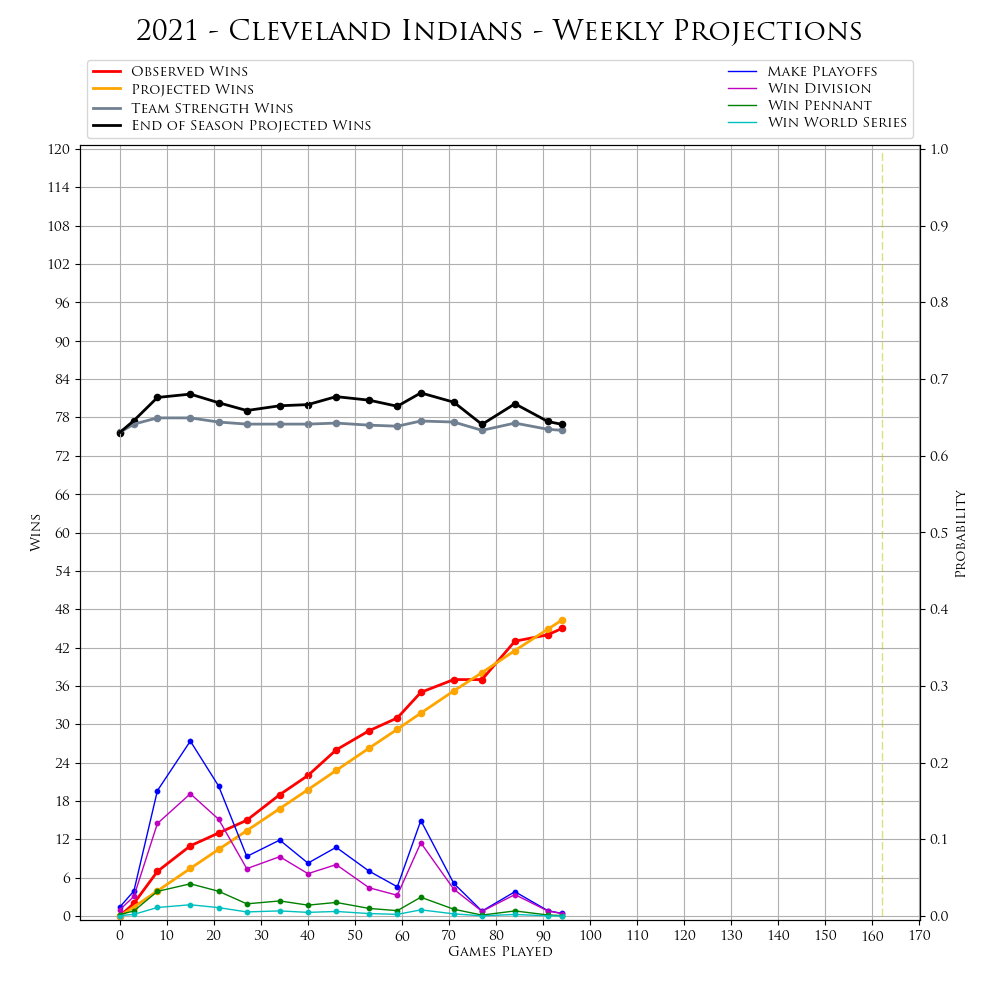 2021 - Cleveland Indians - Weekly Projections
Observed Wins
Projected Wins
Team Strength Wins
End of Season Projected Wins
Make Playoffs
Win Division
Win Pennant
Win World Series
120
114
108
102
96
90
84
78
72
66
60
54
48
42
36
30
24
18
12
6
0
Wins
1.0
0.9
0.8
0.7
0.6
0.5
0.4
0.3
0.2
0.1
0.0
Probability
0 10 20 30 40 50 60 70 80 90 100 110 120 130 140 150 160 170
Games Played